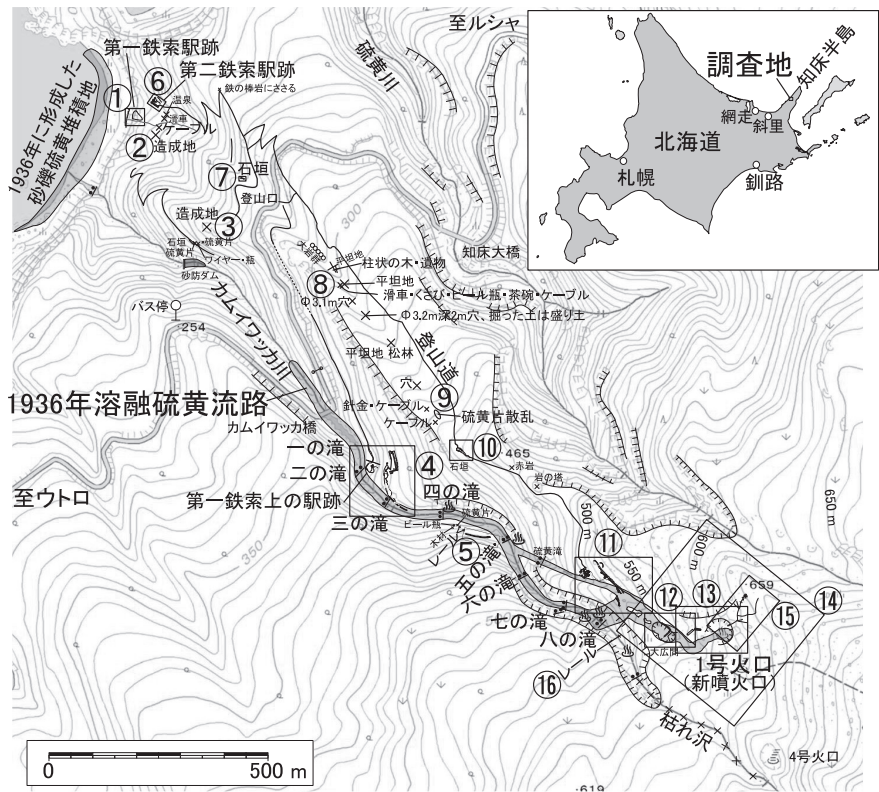 至ルシャ
硫黄川
第一鉄索駅跡
⑥
第二鉄索駅跡
鉄の棒岩にささる
①
温泉
滑車
ケーブル
②
造成地
1936年に形成した
砂礫硫黄堆積地
⑦
石垣
登山口
造成地
③
石垣
硫黄片
硫黄片
ワイヤー・瓶
砂防ダム
バス停
254
カムイワッカ川
300
知床大橋
平坦地
柱状の木・遺物
⑧
平坦地
滑車・くさび・ビール瓶・茶碗・ケーブル
Φ3.1m穴
Φ3.2m深2m穴、掘った土は盛り土
平坦地
松林
登山道
穴
⑨
針金・ケーブル
ケーブル
硫黄片散乱
1936年溶融硫黄流路
カムイワッカ橋
⑩
石垣
465
赤岩
岩の塔
一の滝
二の滝
④
第一鉄索上の駅跡
三の滝
四の滝
硫黄片
ビール瓶
木材
レール
⑤
五の滝
硫黄滝
六の滝
七の滝
八の滝
至ウトロ
350
500 m
550 m
600 m
650 m
⑪
⑫
⑬
659
⑭
⑮
大広間
1号火口
(新噴火口)
⑯
レール
枯れ沢
4号火口
619
0
500 m
調査地
知床半島
網走
斜里
北海道
札幌
釧路